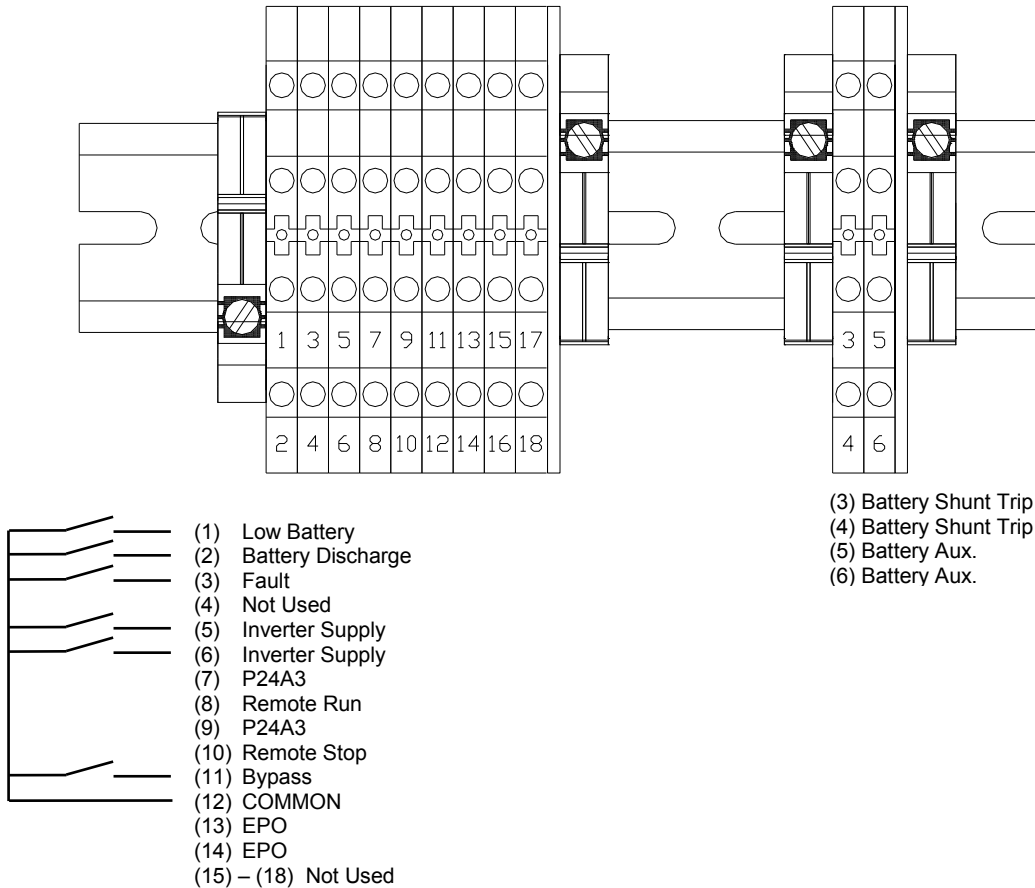 1 3 5 7 9 11 13 15 17
2 4 6 8 10 12 14 16 18
3 5
4 6
(1) Low Battery
(2) Battery Discharge
(3) Fault
(4) Not Used
(5) Inverter Supply
(6) Inverter Supply
(7) P24A3
(8) Remote Run
(9) P24A3
(10) Remote Stop
(11) Bypass
(12) COMMON
(13) EPO
(14) EPO
(15) – (18) Not Used
(3) Battery Shunt Trip
(4) Battery Shunt Trip
(5) Battery Aux.
(6) Battery Aux.